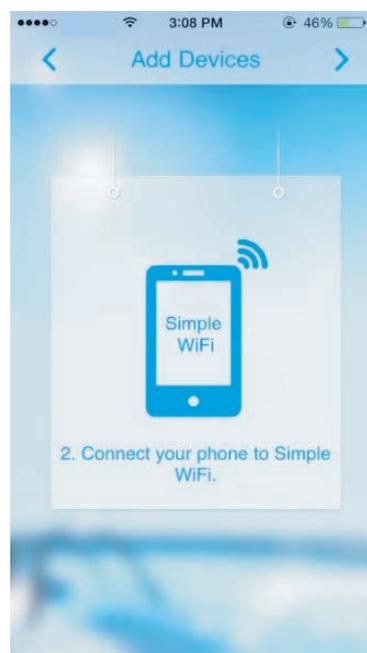 3:08 PM 46%
Add Devices
Simple
WiFi
2. Connect your phone to Simple
WiFi.